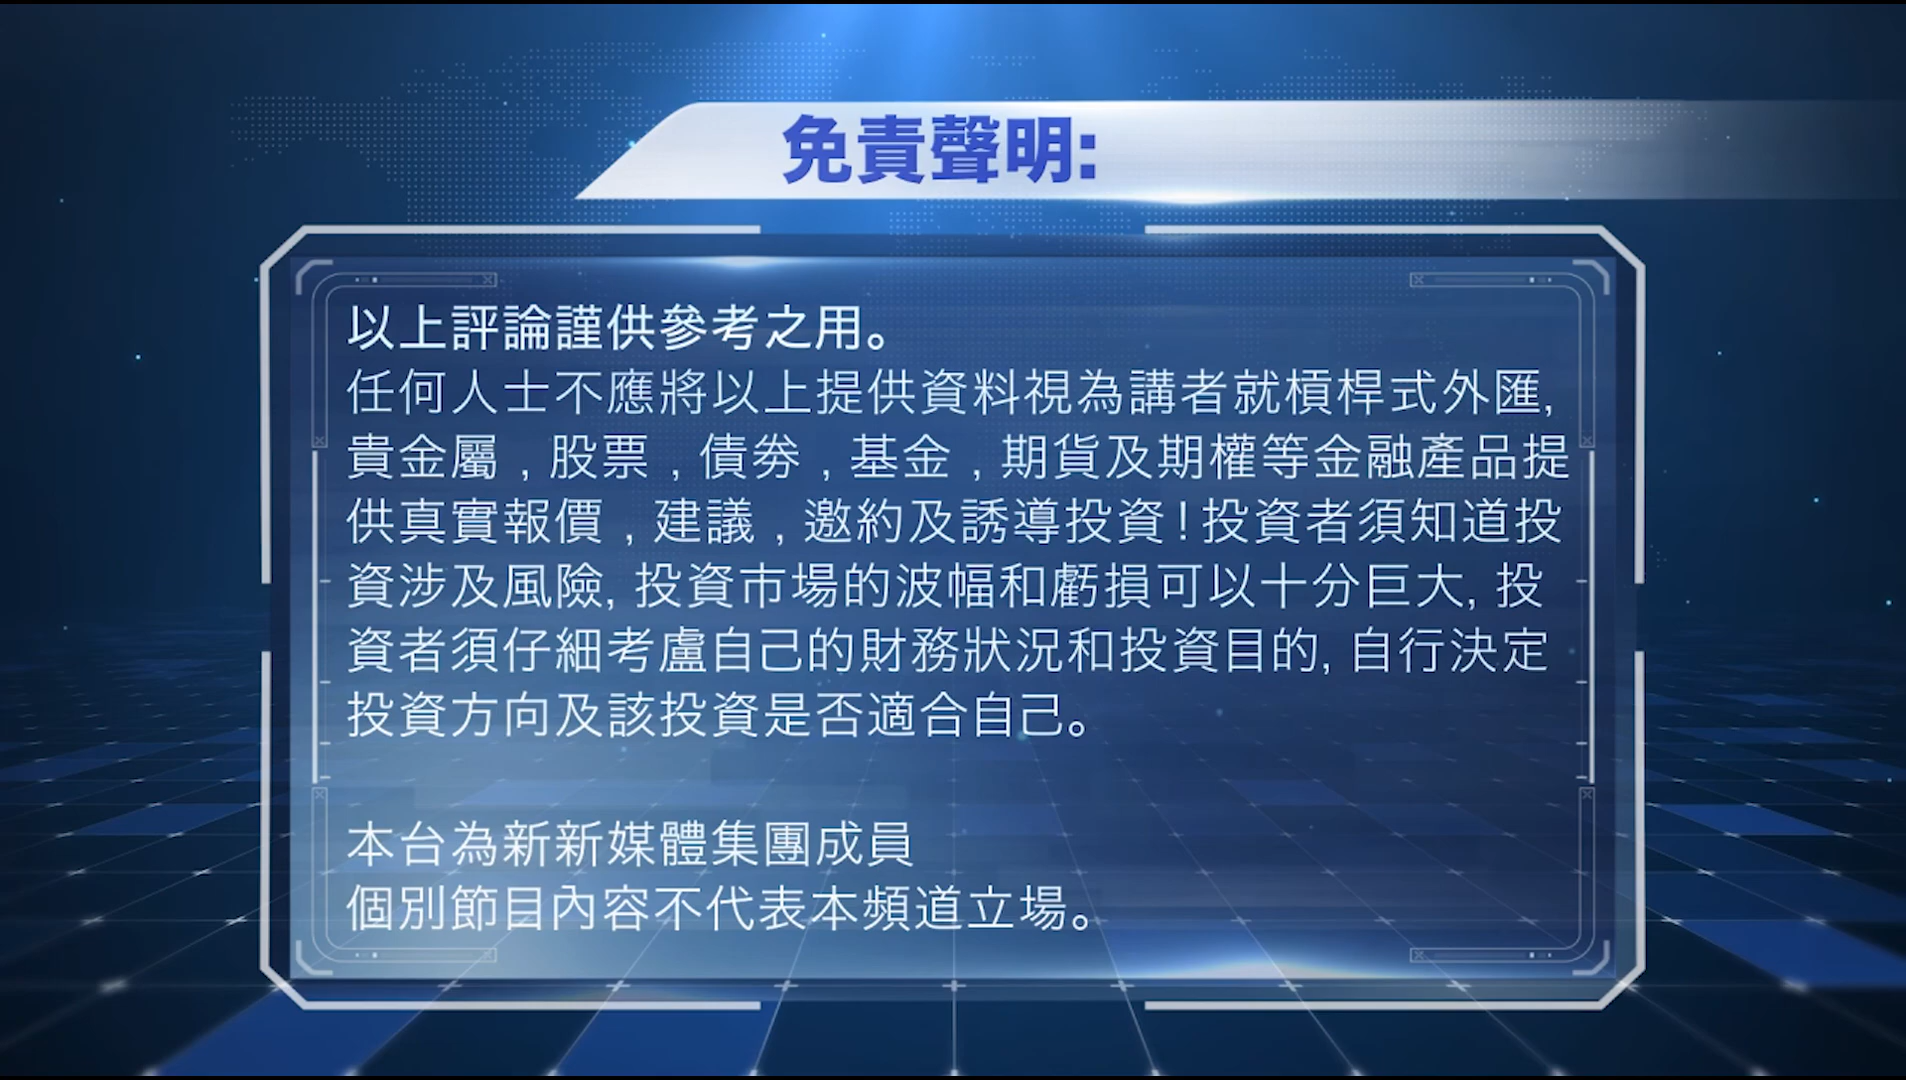 免責聲明:
以上評論謹供參考之用。
任何人士不應將以上提供資料視為講者就槓桿式外匯,
貴金屬,股票,債券,基金,期貨及期權等金融產品提
供真實報價,建議,邀約及誘導投資!投資者須知道投
資涉及風險,投資市場的波幅和虧損可以十分巨大,投
資者須仔細考盧自己的財務狀況和投資目的,自行決定
投資方向及該投資是否適合自己。
本台為新新媒體集團成員
個別節目內容不代表本頻道立場。